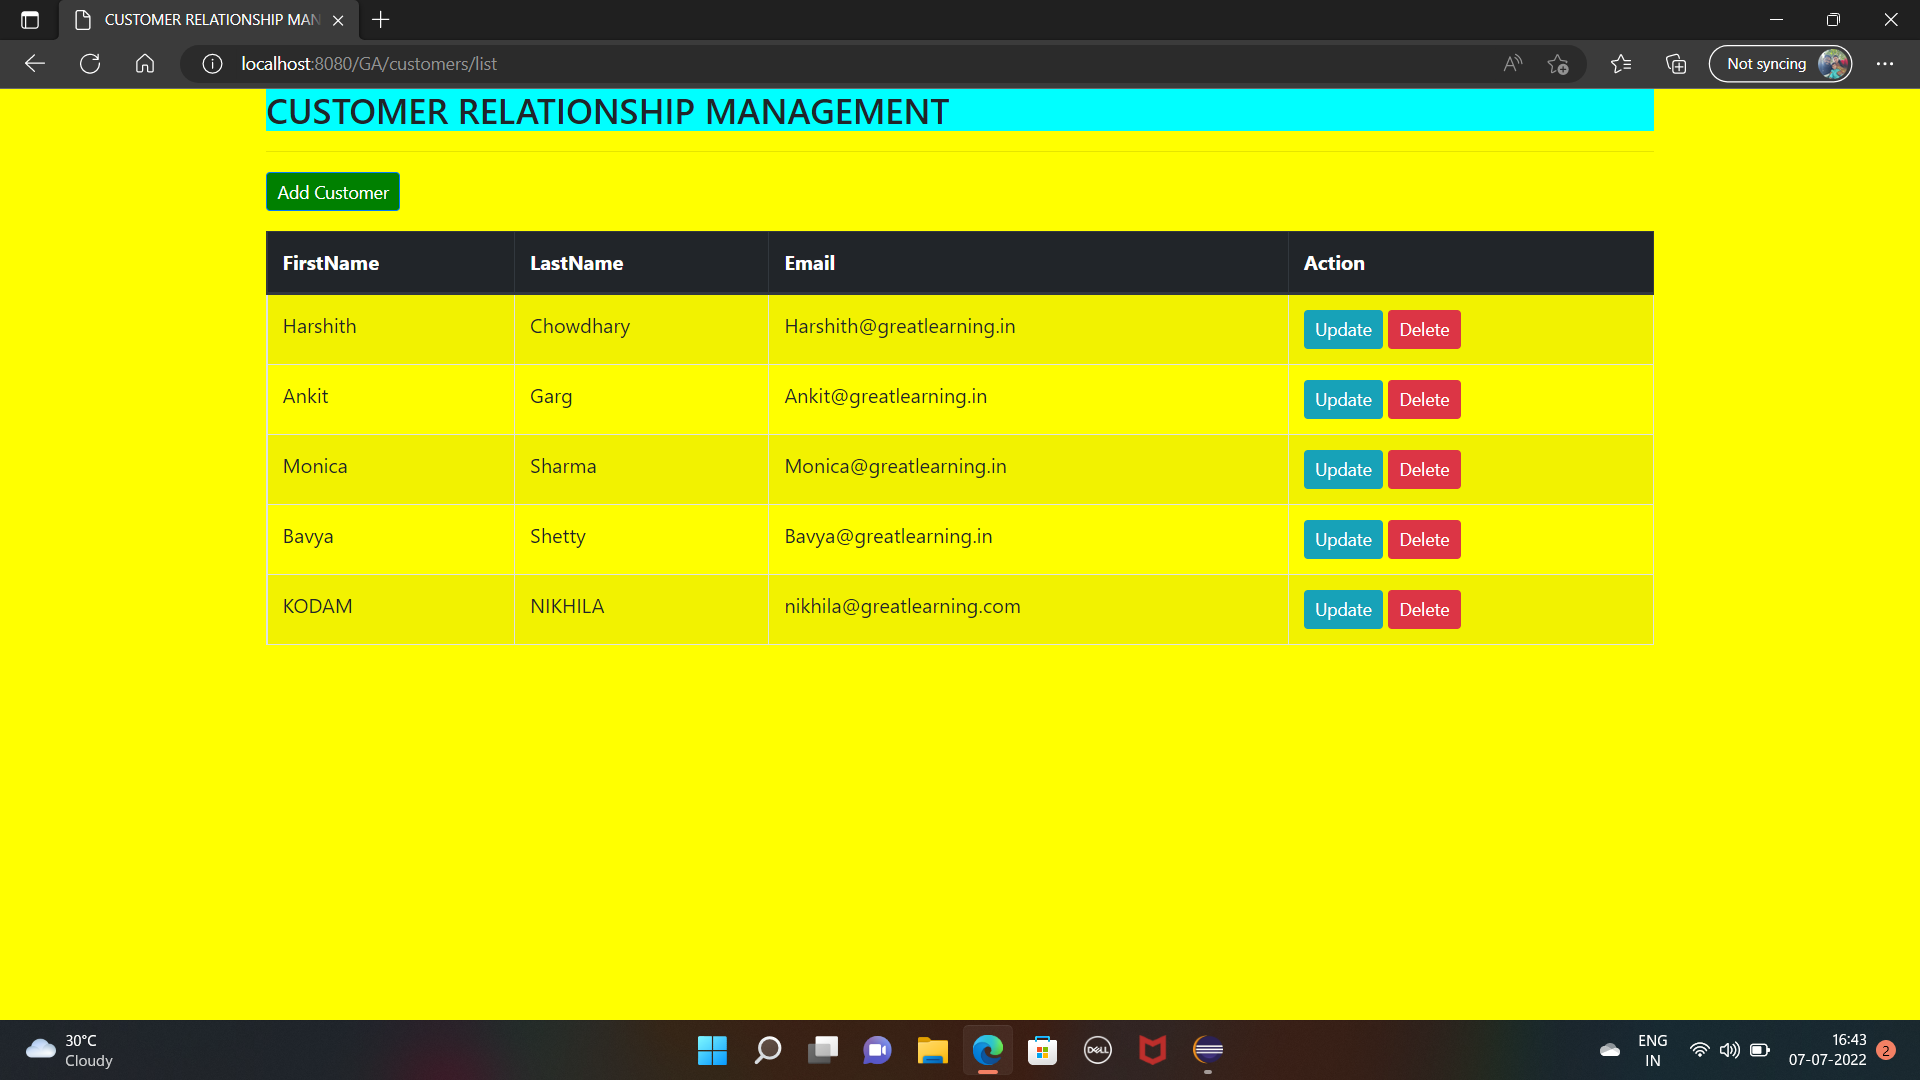 CUSTOMER RELATIONSHIP MAN
localhost:8080/GA/customers/list
Not syncing
CUSTOMER RELATIONSHIP MANAGEMENT
Add Customer
FirstName LastName Email Action
Harshith Chowdhary Harshith@greatlearning.in Update Delete
Ankit Garg Ankit@greatlearning.in Update Delete
Monica Sharma Monica@greatlearning.in Update Delete
Bavya Shetty Bavya@greatlearning.in Update Delete
KODAM NIKHILA nikhila@greatlearning.com Update Delete
30°C
Cloudy
DELL
ENG
IN
16:43
07-07-2022
2